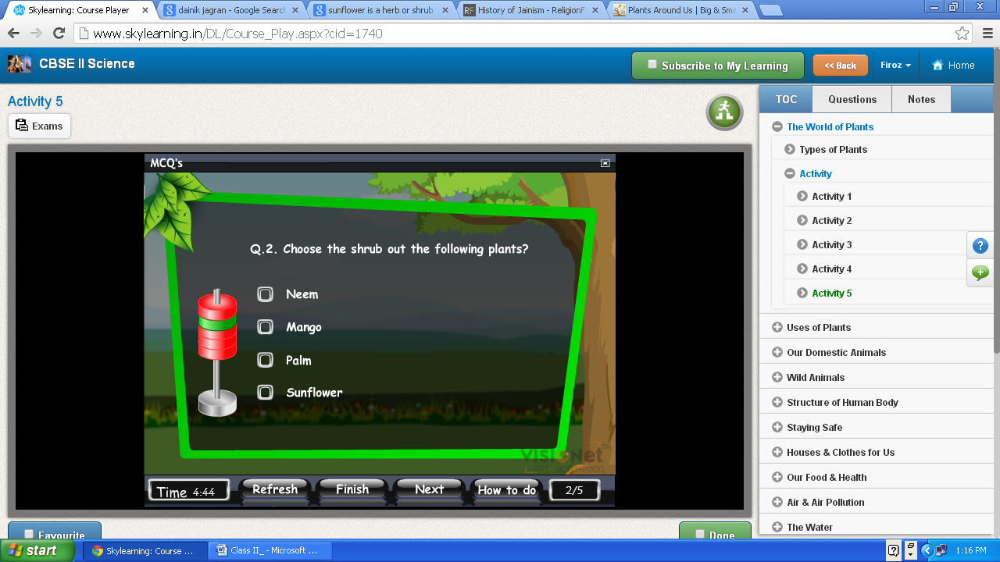 Skylearning: Course Player
dainik jagran - Google Search
sunflower is a herb or shrub
History of Jainism - ReligionF
Plants Around Us | Big & Sma
www.skylearning.in/DL/Course_Play.aspx?cid=1740
CBSE II Science
Subscribe to My Learning
<< Back
Firoz
Home
Activity 5
Exams
TOC
Questions
Notes
MCQ's
Q.2. Choose the shrub out the following plants?
Neem
Mango
Palm
Sunflower
VISIONet™
Time 4:44
Refresh
Finish
Next
How to do
2/5
The World of Plants
Types of Plants
Activity
Activity 1
Activity 2
Activity 3
Activity 4
Activity 5
Uses of Plants
Our Domestic Animals
Wild Animals
Structure of Human Body
Staying Safe
Houses & Clothes for Us
Our Food & Health
Air & Air Pollution
The Water
Favourite
Done
start
Skylearning: Course ...
Class II_ - Microsoft ...
1:16 PM